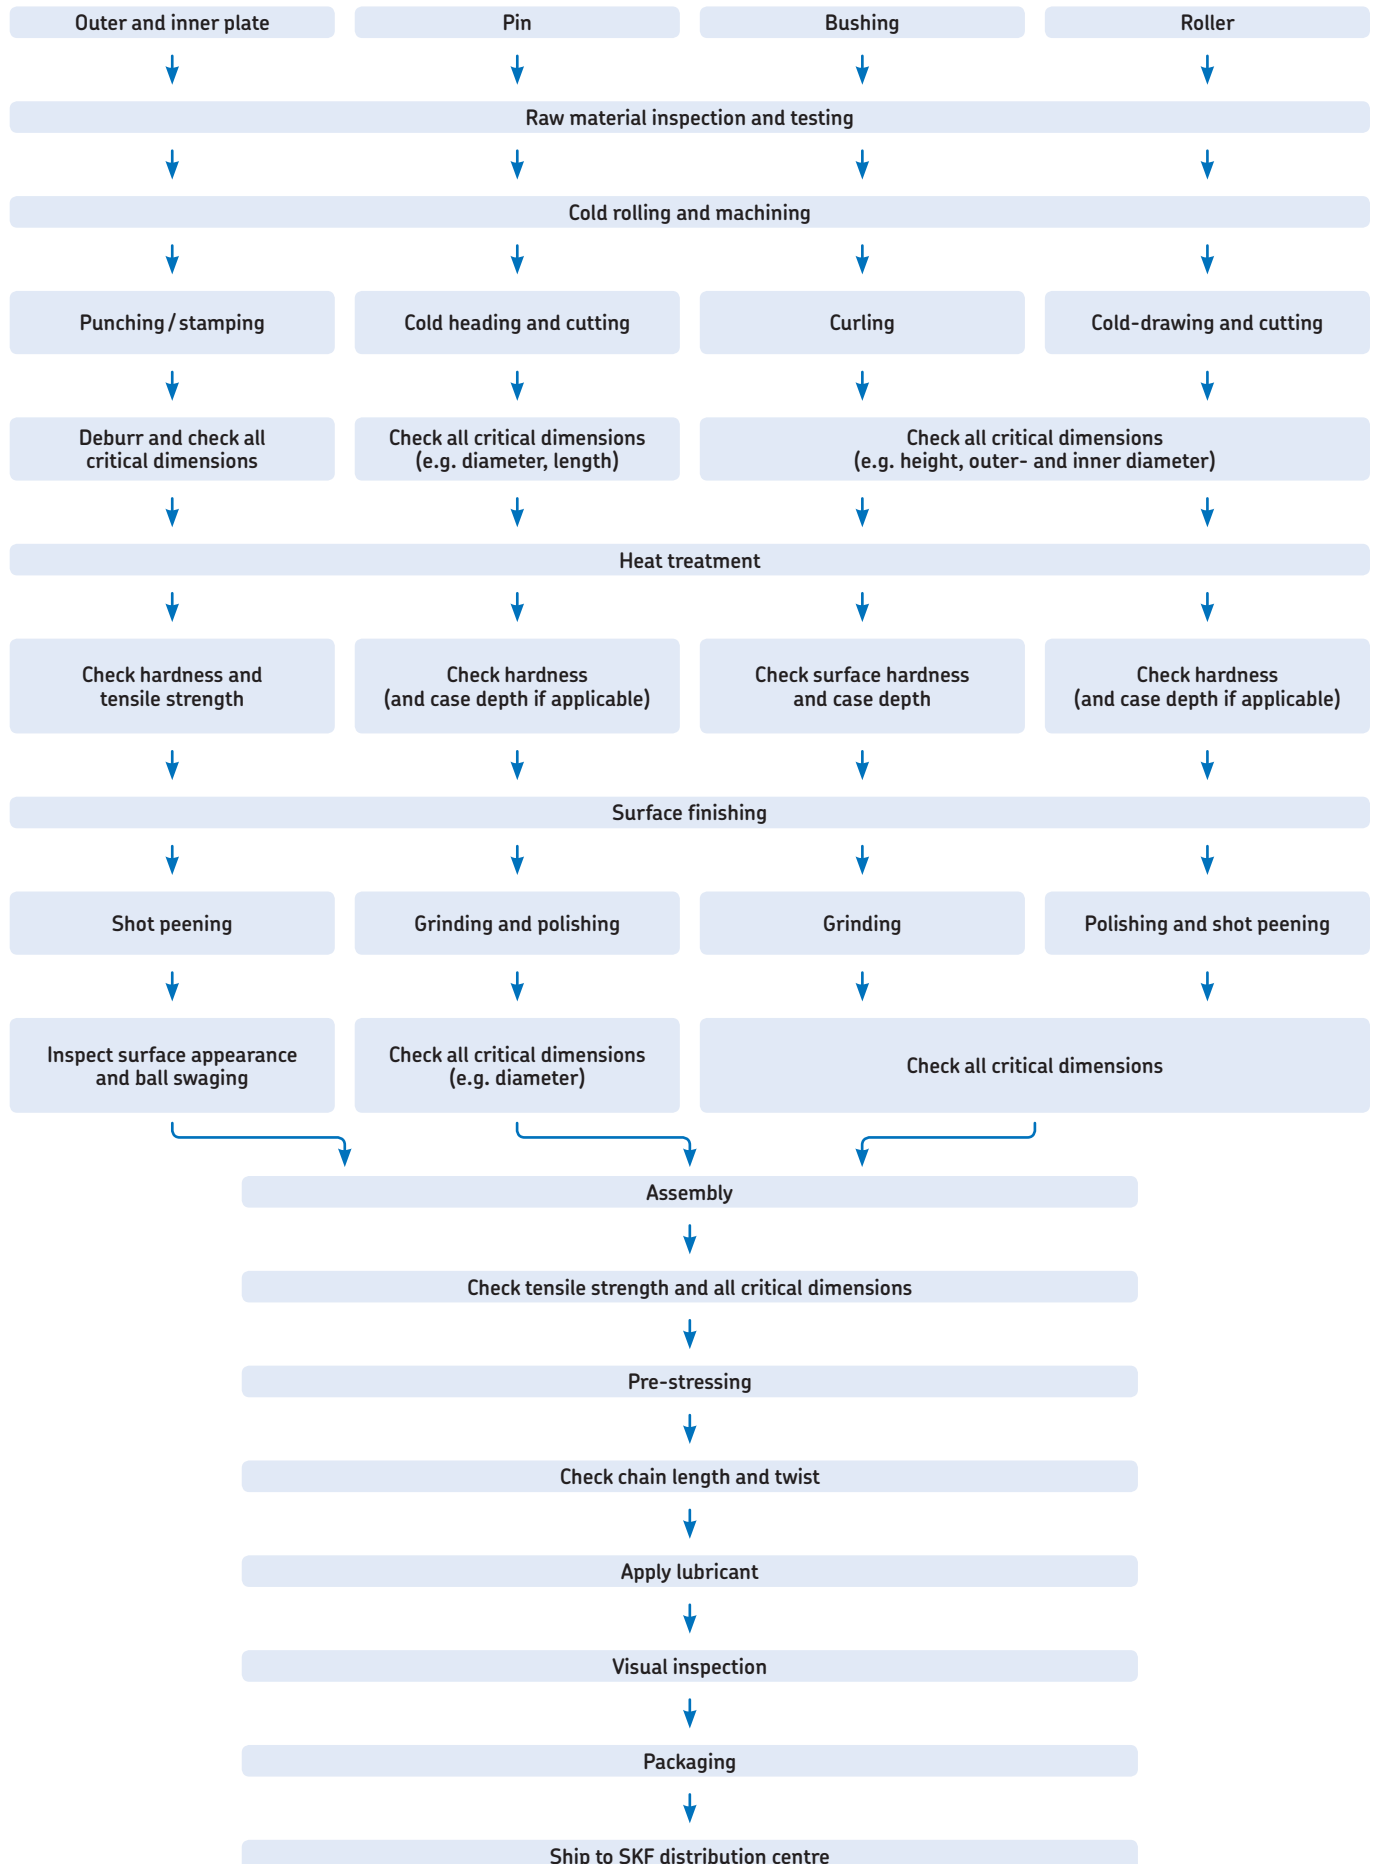 Outer and inner plate
Pin
Bushing
Roller
Raw material inspection and testing
Cold rolling and machining
Punching / stamping
Cold heading and cutting
Curling
Cold-drawing and cutting
Deburr and check all
critical dimensions
Check all critical dimensions
(e.g. diameter, length)
Check all critical dimensions
(e.g. height, outer- and inner diameter)
Heat treatment
Check hardness and
tensile strength
Check hardness
(and case depth if applicable)
Check surface hardness
and case depth
Check hardness
(and case depth if applicable)
Surface finishing
Shot peening
Grinding and polishing
Grinding
Polishing and shot peening
Inspect surface appearance
and ball swaging
Check all critical dimensions
(e.g. diameter)
Check all critical dimensions
Assembly
Check tensile strength and all critical dimensions
Pre-stressing
Check chain length and twist
Apply lubricant
Visual inspection
Packaging
Ship to SKF distribution centre